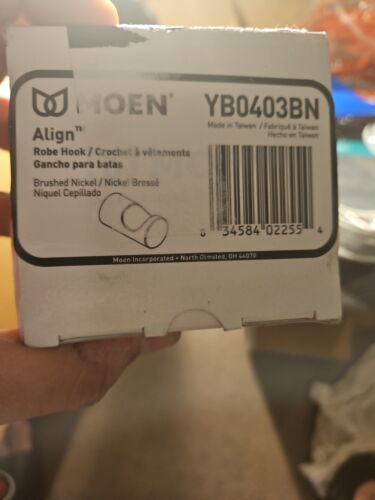 MOEN®
YB0403BN
Made in Taiwan / Fabriqué à Taiwan
Hecho en Taiwan
Align™
Robe Hook / Crochet à vêtements
Gancho para batas
Brushed Nickel / Nickel Brossé
Níquel Cepillado
0 34584 02255 4
Moen Incorporated • North Olmsted, OH 44070